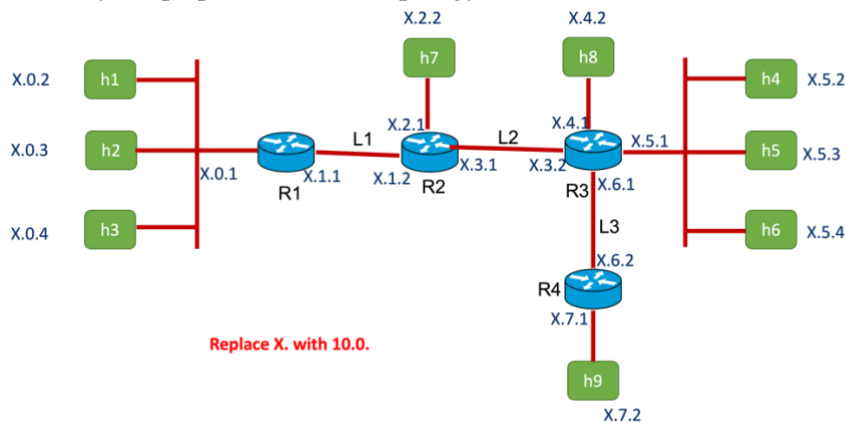 X.2.2
X.4.2
h7
h8
X.0.2
h1
h4
X.5.2
X.2.1
X.4.1
L1
L2
X.5.1
X.0.3
h2
h5
X.5.3
X.0.1
X.1.1
X.1.2
X.3.1
X.3.2
R1
R2
R3
X.6.1
X.0.4
h3
L3
h6
X.5.4
X.6.2
R4
X.7.1
Replace X. with 10.0.
h9
X.7.2